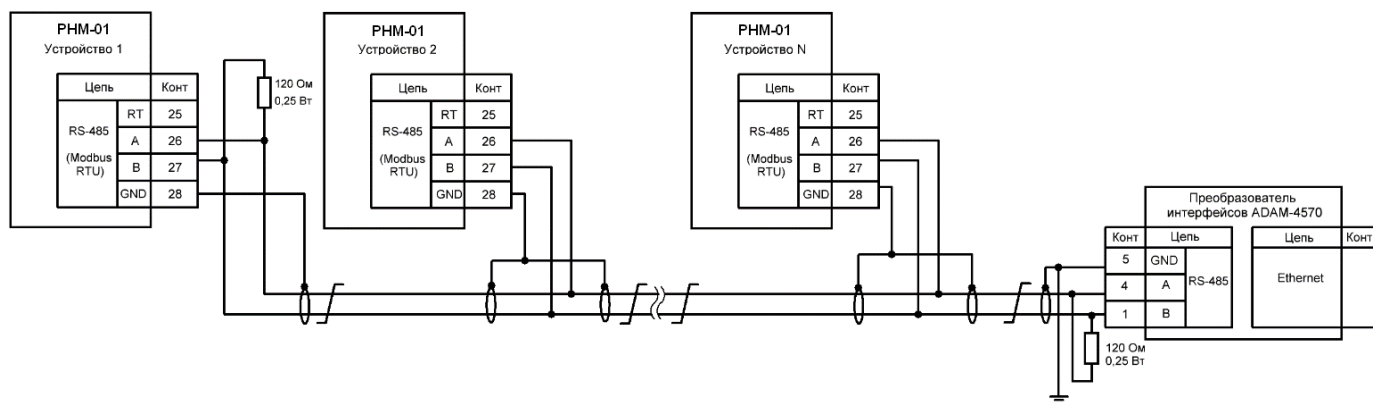 РНМ-01
Устройство 1
Цепь Конт
RS-485
(Modbus
RTU)
RT 25
A 26
B 27
GND 28
120 Ом
0,25 Вт
РНМ-01
Устройство 2
Цепь Конт
RS-485
(Modbus
RTU)
RT 25
A 26
B 27
GND 28
РНМ-01
Устройство N
Цепь Конт
RS-485
(Modbus
RTU)
RT 25
A 26
B 27
GND 28
Преобразователь
интерфейсов ADAM-4570
Конт Цепь
5 GND
4 A
1 B
RS-485
Цепь Конт
Ethernet
120 Ом
0,25 Вт